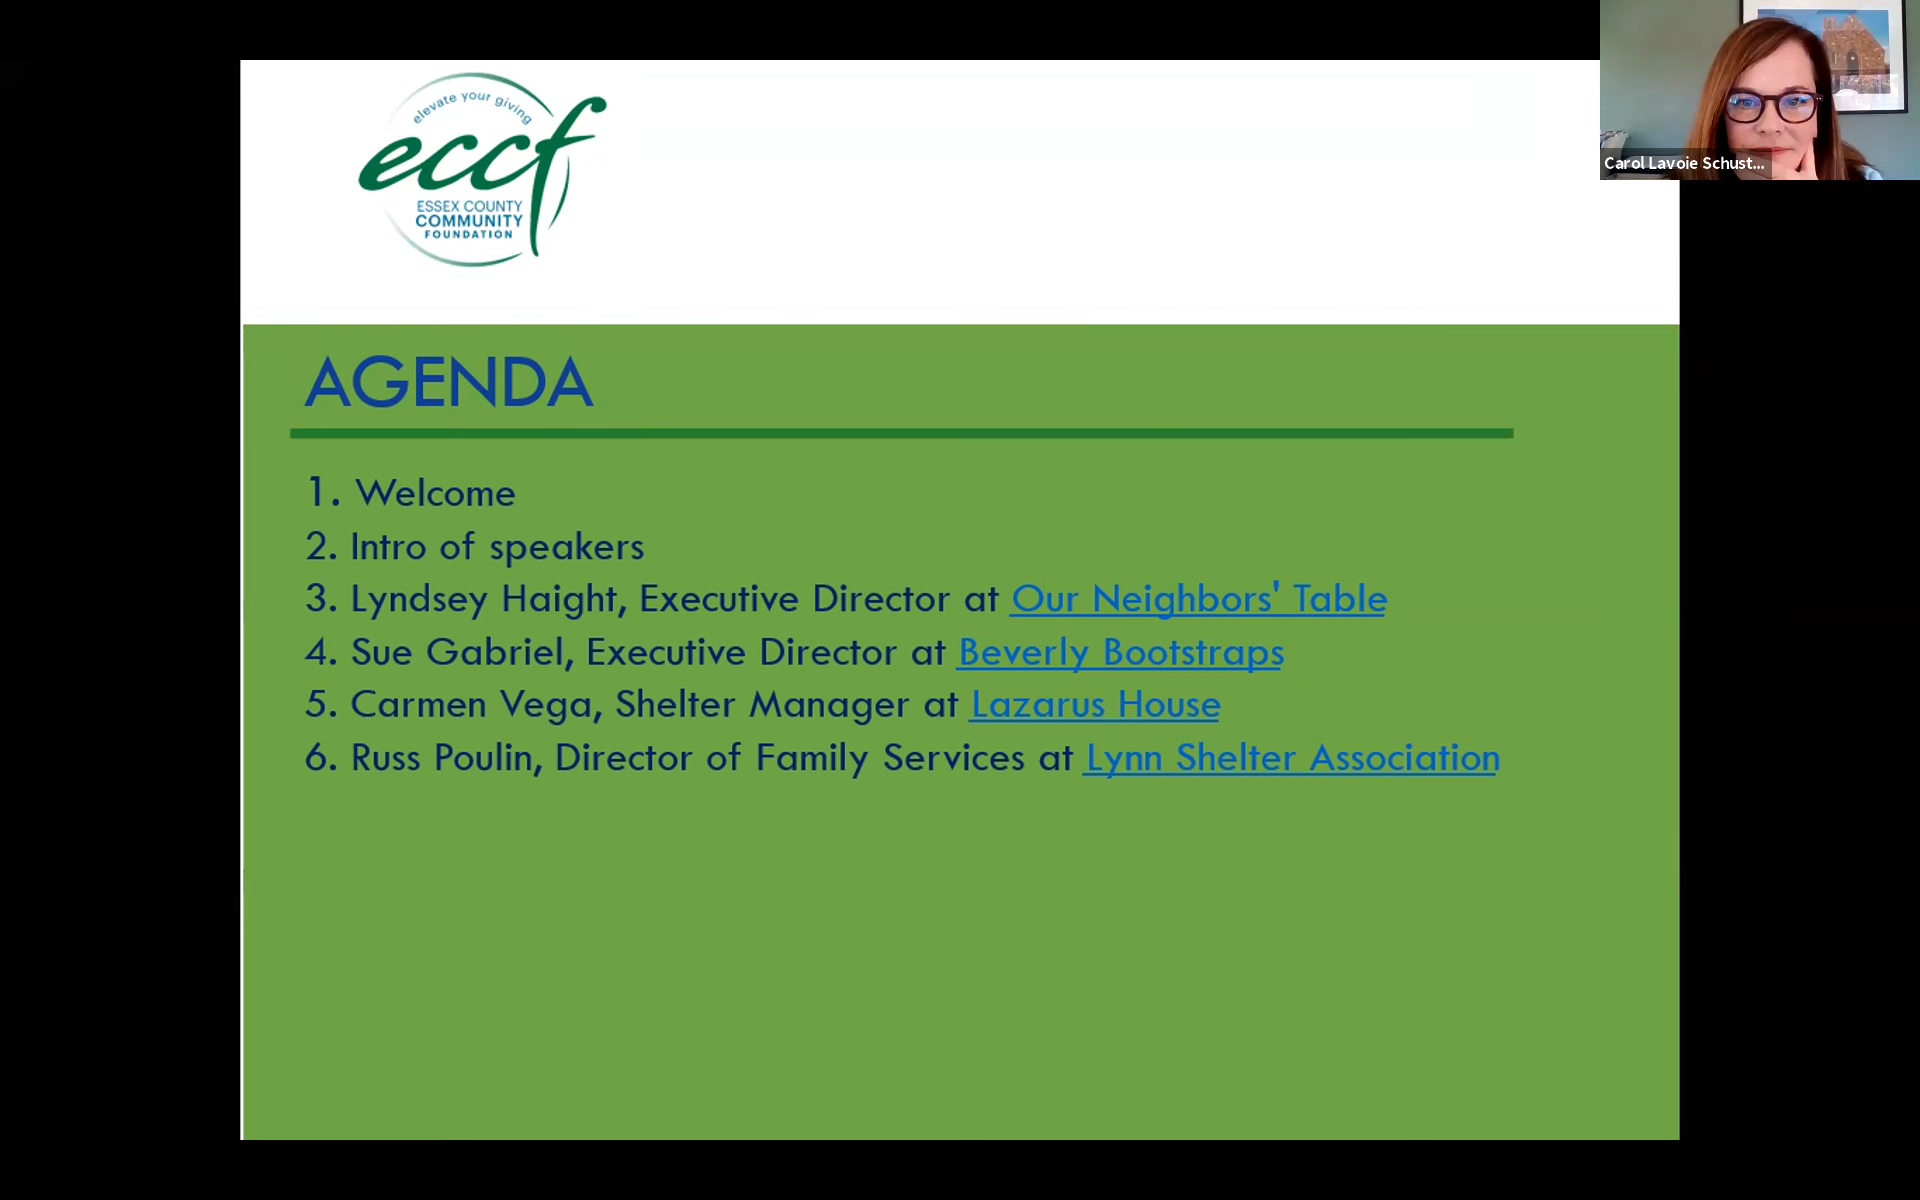 elevate your giving
eccf
ESSEX COUNTY
COMMUNITY
FOUNDATION
Carol Lavoie Schust...
AGENDA
1. Welcome
2. Intro of speakers
3. Lyndsey Haight, Executive Director at Our Neighbors' Table
4. Sue Gabriel, Executive Director at Beverly Bootstraps
5. Carmen Vega, Shelter Manager at Lazarus House
6. Russ Poulin, Director of Family Services at Lynn Shelter Association